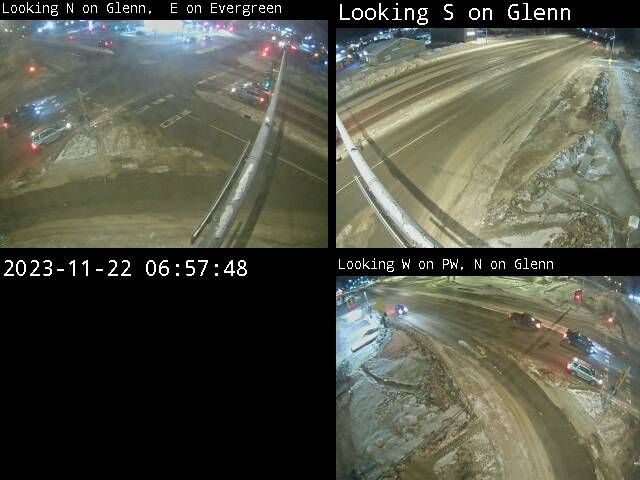 Looking N on Glenn,  E on Evergreen
Looking S on Glenn
2023-11-22 06:57:48
Looking W on PW, N on Glenn